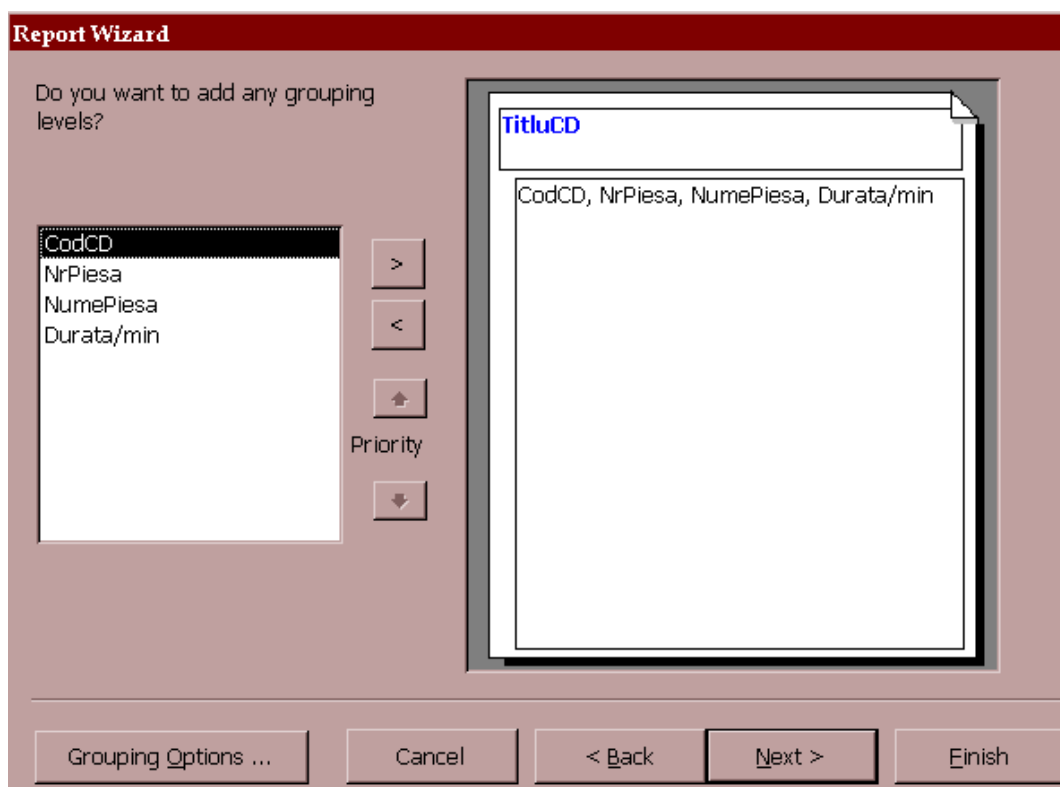 Report Wizard
Do you want to add any grouping
levels?
TitluCD
CodCD, NrPiesa, NumePiesa, Durata/min
CodCD
NrPiesa
NumePiesa
Durata/min
>
<
Priority
Grouping Options ...
Cancel
< Back
Next >
Finish